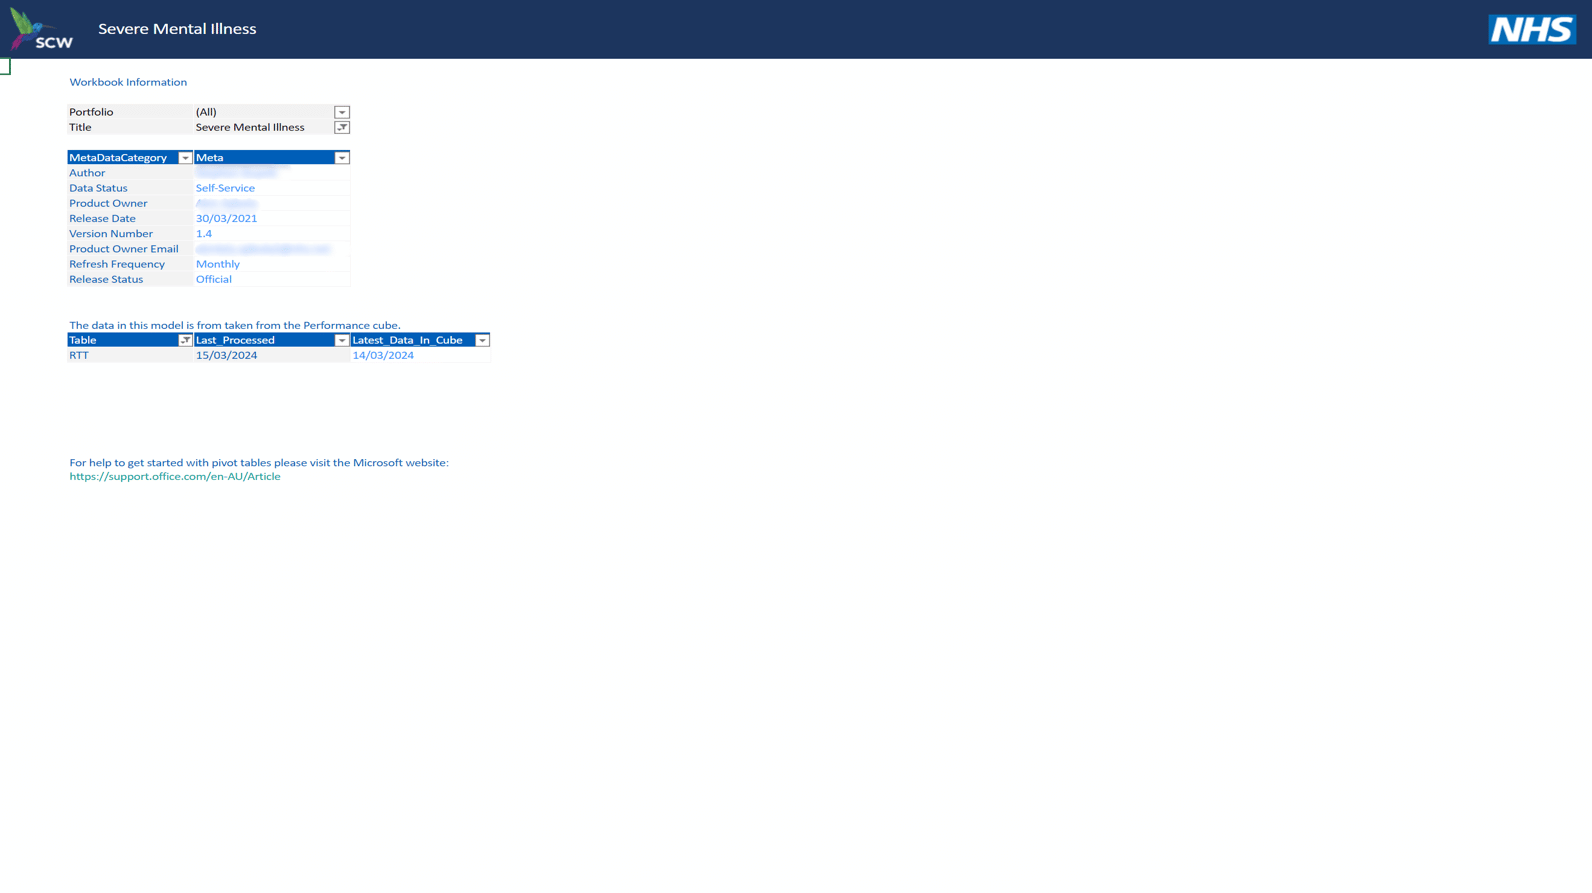 SCW
Severe Mental Illness
NHS
Workbook Information
Portfolio (All)
Title Severe Mental Illness
MetaDataCategory Meta
Author
Data Status Self-Service
Product Owner
Release Date 30/03/2021
Version Number 1.4
Product Owner Email
Refresh Frequency Monthly
Release Status Official
The data in this model is from taken from the Performance cube.
Table Last_Processed Latest_Data_In_Cube
RTT 15/03/2024 14/03/2024
For help to get started with pivot tables please visit the Microsoft website:
https://support.office.com/en-AU/Article